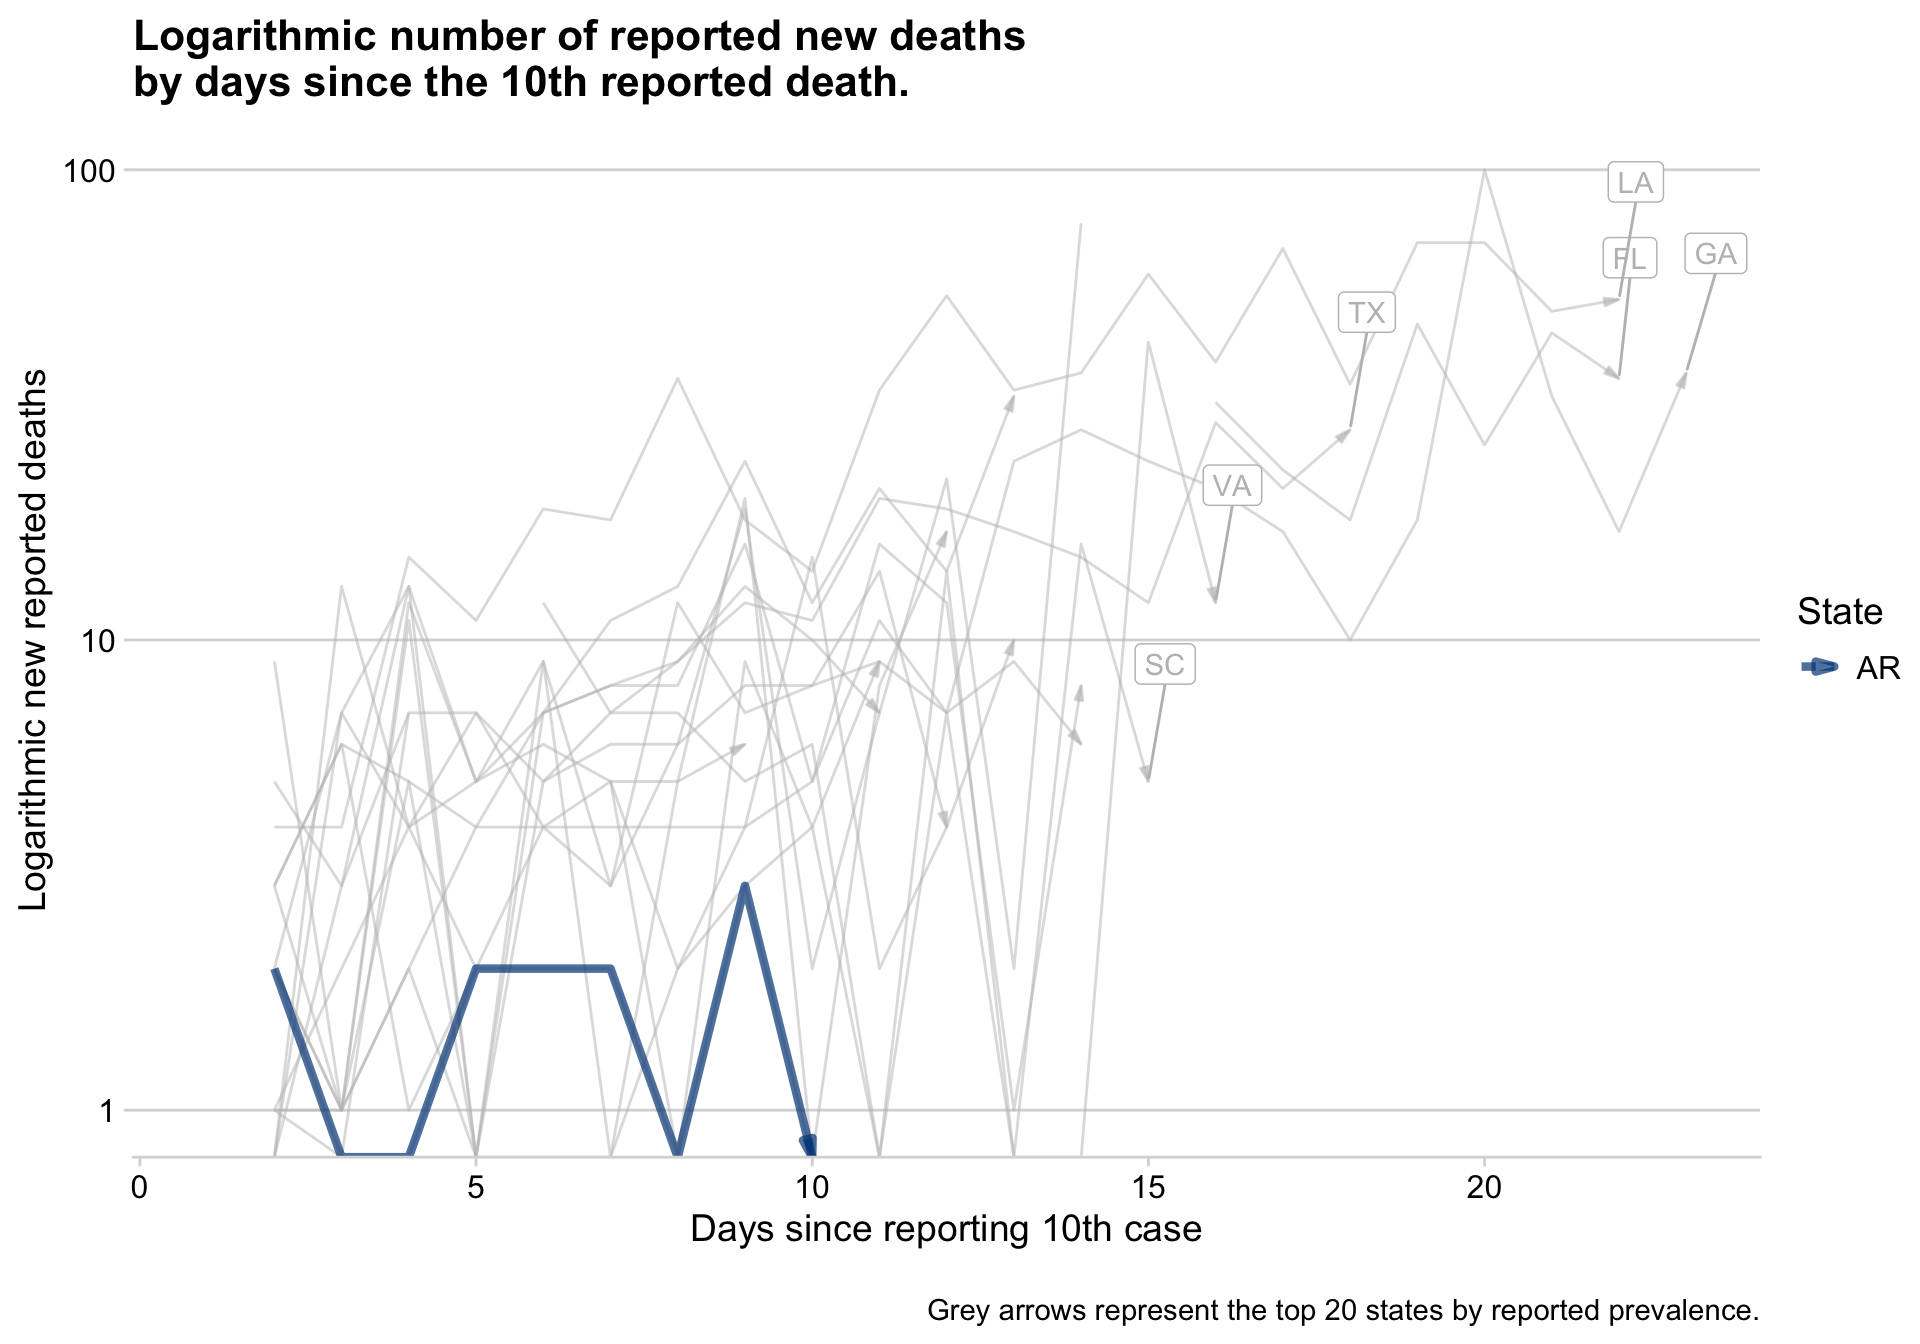 Logarithmic number of reported new deaths
by days since the 10th reported death.
Logarithmic new reported deaths
100
10
1
LA
FL
GA
TX
VA
SC
State
AR
0 5 10 15 20
Days since reporting 10th case
Grey arrows represent the top 20 states by reported prevalence.